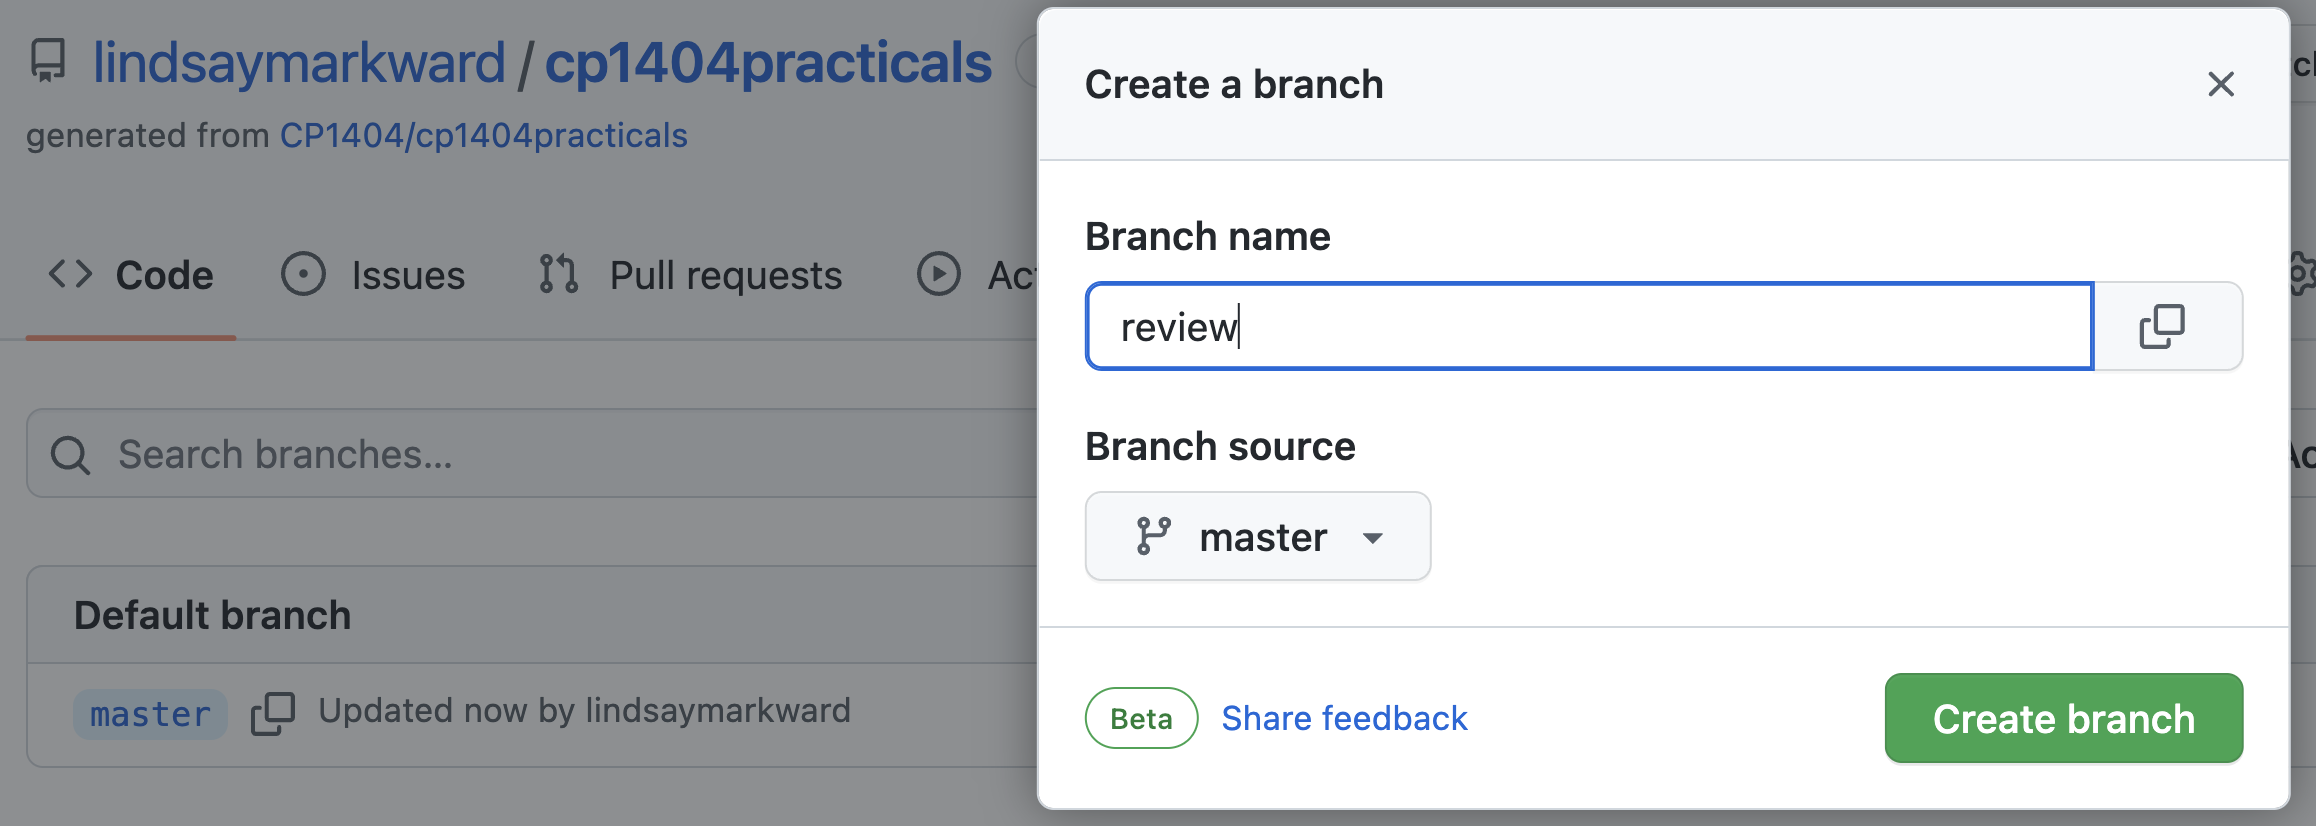 lindsaymarkward / cp1404practicals
generated from CP1404/cp1404practicals
Code Issues Pull requests
Search branches...
Default branch
master Updated now by lindsaymarkward
Create a branch
Branch name
review
Branch source
master
Beta Share feedback
Create branch